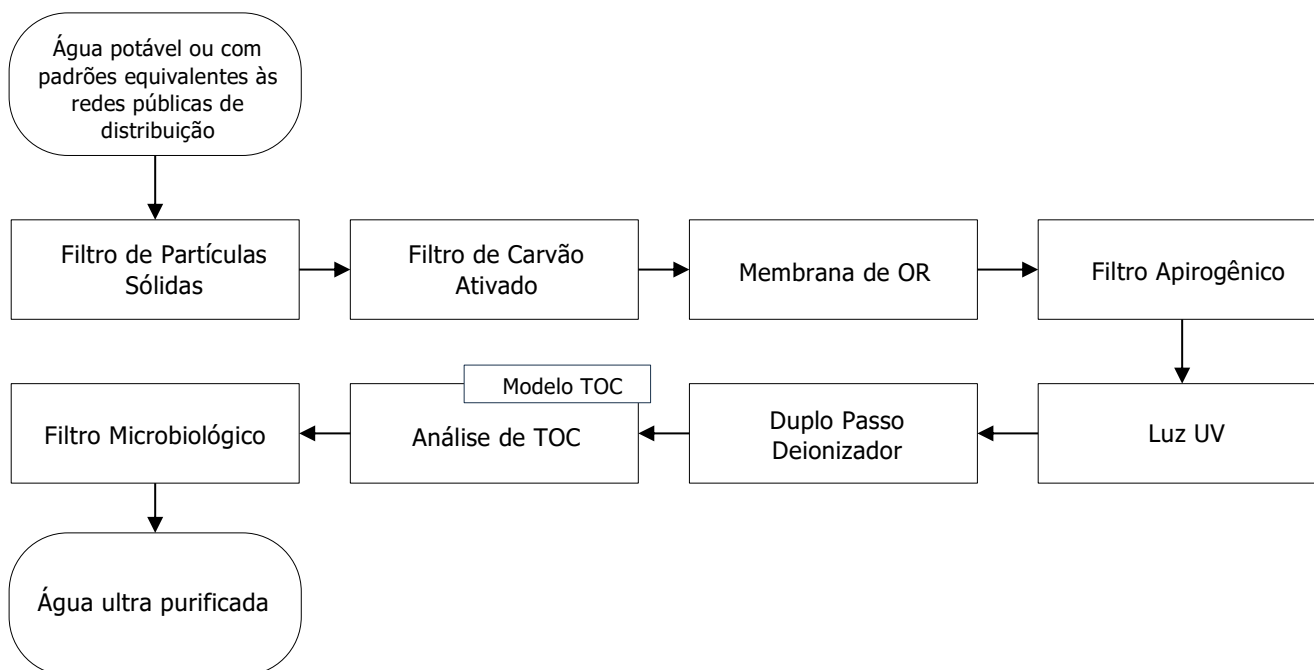 Água potável ou com
padrões equivalentes às
redes públicas de
distribuição
Filtro de Partículas
Sólidas
Filtro de Carvão
Ativado
Membrana de OR
Filtro Apirogênico
Luz UV
Duplo Passo
Deionizador
Modelo TOC
Análise de TOC
Filtro Microbiológico
Água ultra purificada